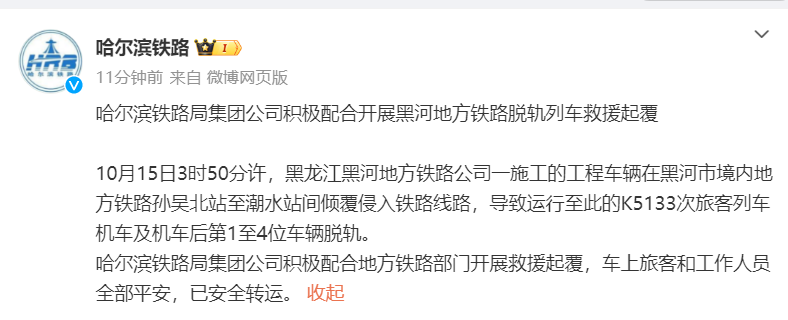 哈尔滨铁路 1
11分钟前 来自 微博网页版
HRB
哈尔滨铁路
哈尔滨铁路局集团公司积极配合开展黑河地方铁路脱轨列车救援起覆
10月15日3时50分许，黑龙江黑河地方铁路公司一施工的工程车辆在黑河市境内地
方铁路孙吴北站至潮水站间倾覆侵入铁路线路，导致运行至此的K5133次旅客列车
机车及机车后第1至4位车辆脱轨。
哈尔滨铁路局集团公司积极配合地方铁路部门开展救援起覆，车上旅客和工作人员
全部平安，已安全转运。 收起